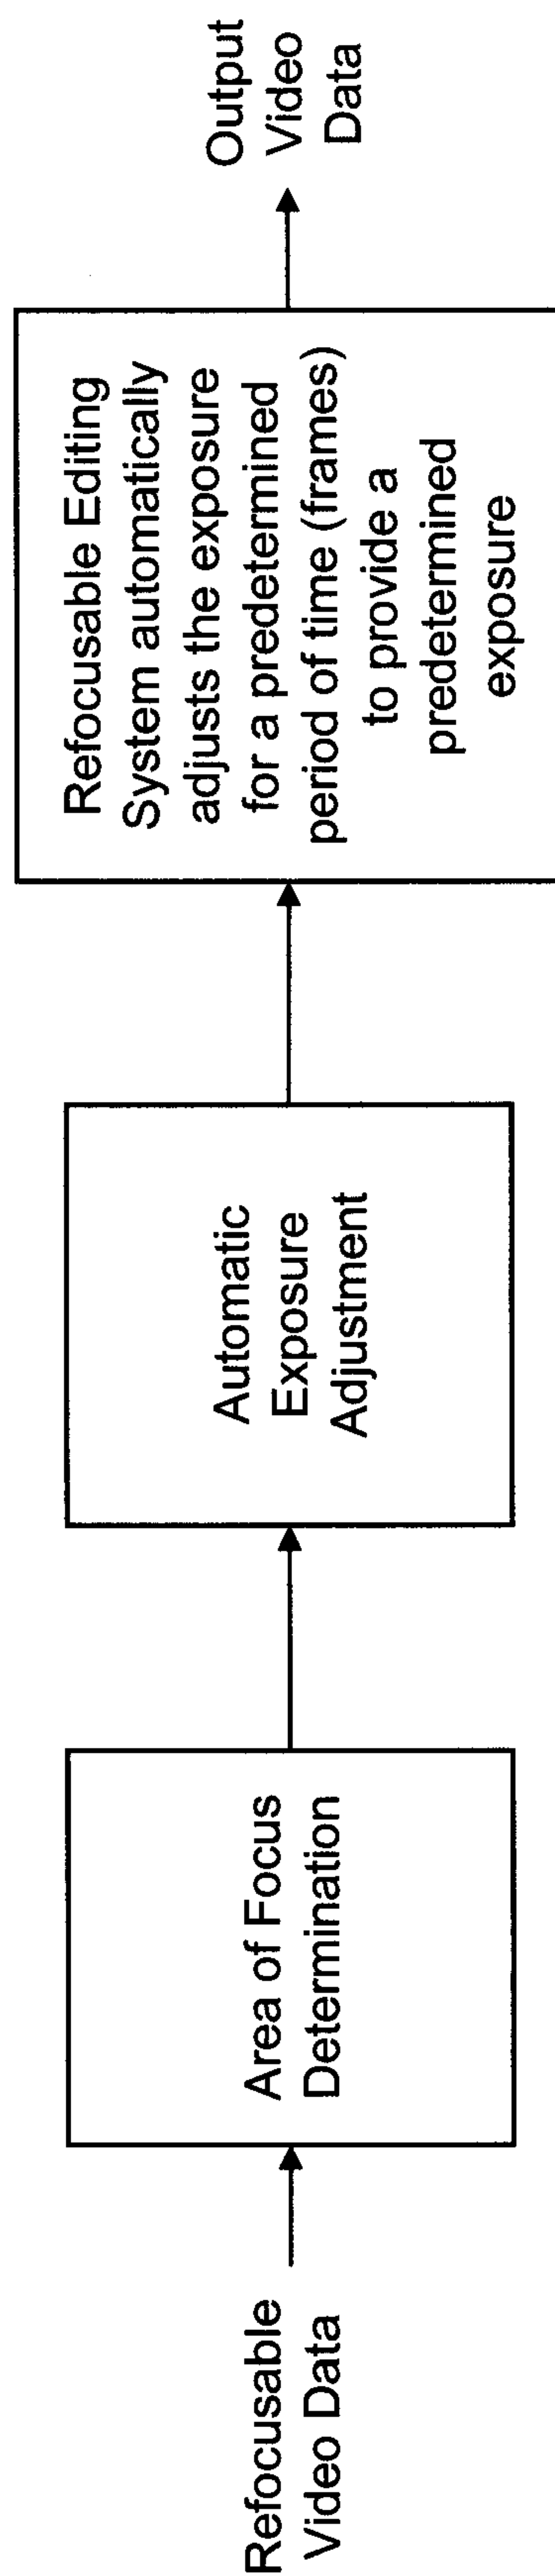 Refocusable
Video Data
Area of Focus
Determination
Automatic
Exposure
Adjustment
Refocusable Editing
System automatically
adjusts the exposure
for a predetermined
period of time (frames)
to provide a
predetermined
exposure
Output
Video
Data